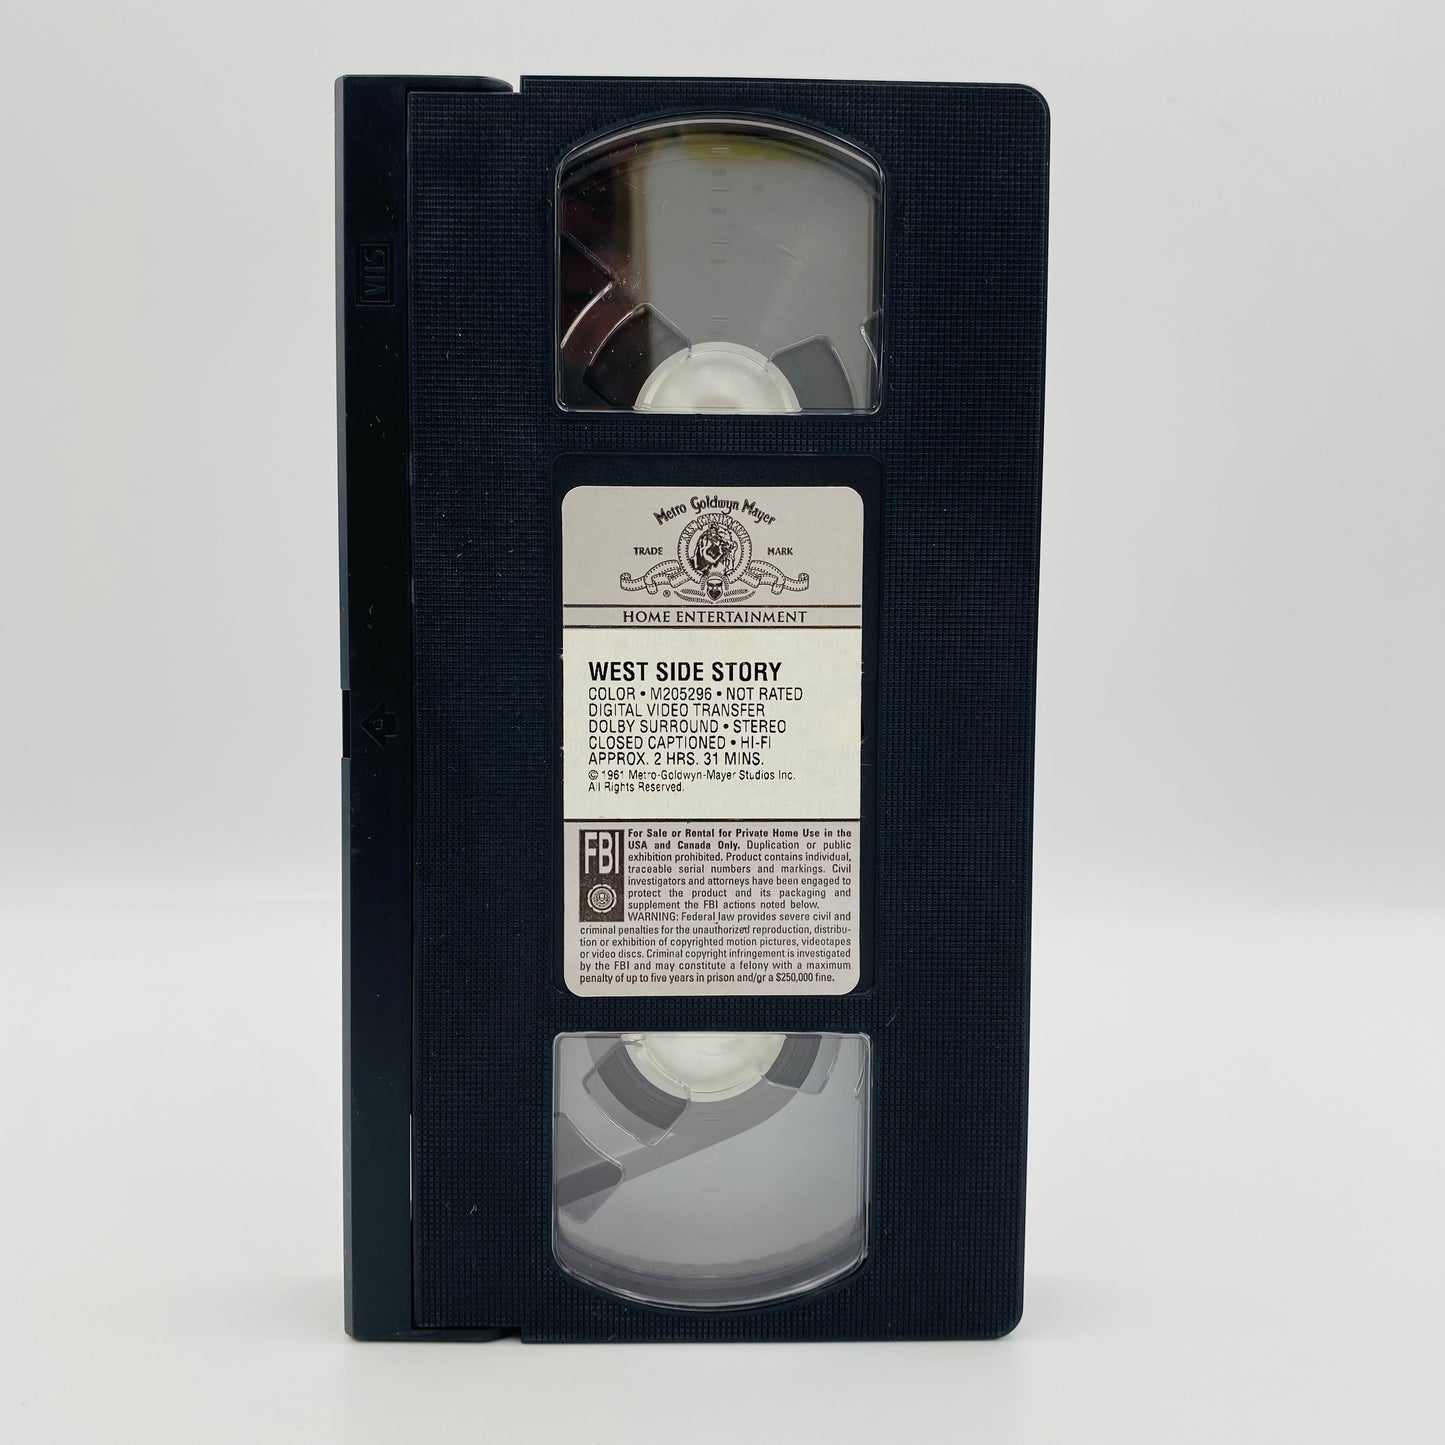 VHS
Metro Goldwyn Mayer
TRADE MARK
®
HOME ENTERTAINMENT
WEST SIDE STORY
COLOR • M205296 • NOT RATED
DIGITAL VIDEO TRANSFER
DOLBY SURROUND • STEREO
CLOSED CAPTIONED • HI-FI
APPROX. 2 HRS. 31 MINS.
© 1961 Metro-Goldwyn-Mayer Studios Inc.
All Rights Reserved.
FBI
For Sale or Rental for Private Home Use in the
USA and Canada Only. Duplication or public
exhibition prohibited. Product contains individual,
traceable serial numbers and markings. Civil
investigators and attorneys have been engaged to
protect the product and its packaging and
supplement the FBI actions noted below.
WARNING: Federal law provides severe civil and
criminal penalties for the unauthorized reproduction, distribu-
tion or exhibition of copyrighted motion pictures, videotapes
or video discs. Criminal copyright infringement is investigated
by the FBI and may constitute a felony with a maximum
penalty of up to five years in prison and/or a $250,000 fine.